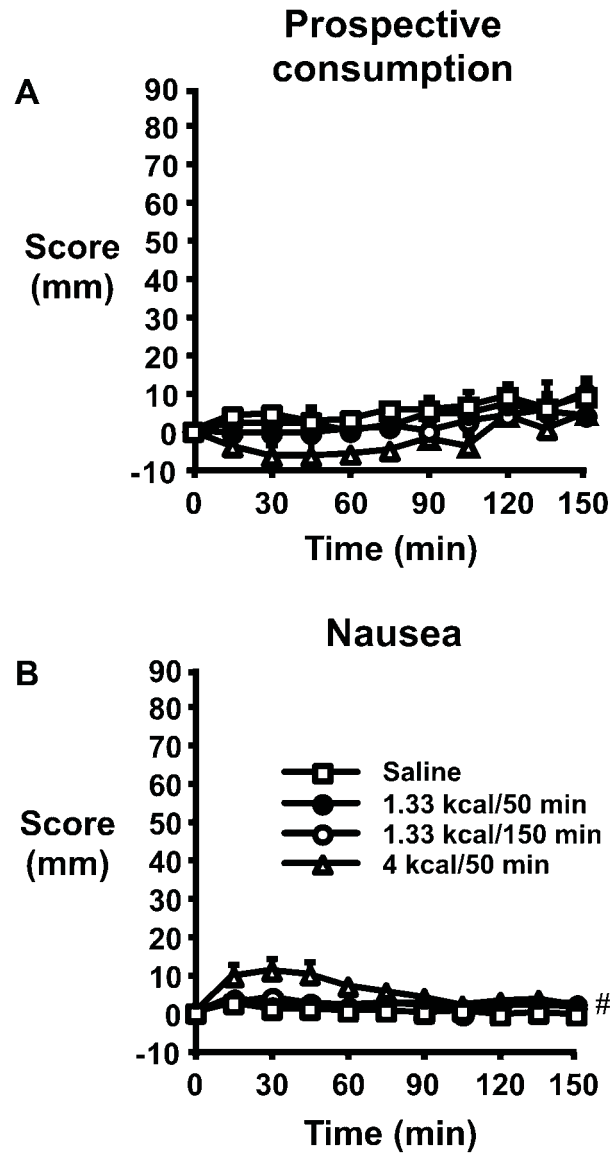 Prospective
consumption
A
90
80
70
60
50
40
30
20
10
0
-10
Score
(mm)
0 30 60 90 120 150
Time (min)
Nausea
B
90
80
70
60
50
40
30
20
10
0
-10
Score
(mm)
Saline
1.33 kcal/50 min
1.33 kcal/150 min
4 kcal/50 min
#
0 30 60 90 120 150
Time (min)